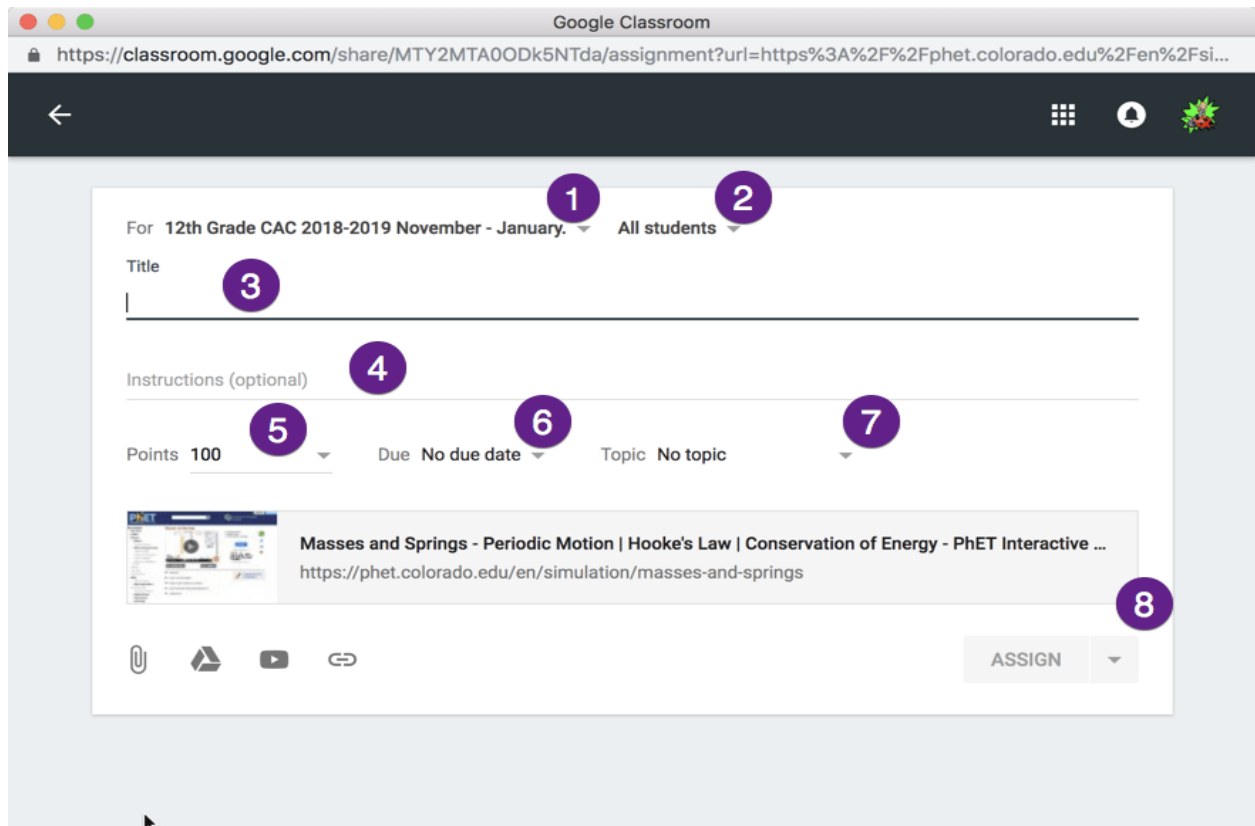 Google Classroom
https://classroom.google.com/share/MTY2MTA0ODk5NTda/assignment?url=https%3A%2F%2Fphet.colorado.edu%2Fen%2Fsi...
1
2
For 12th Grade CAC 2018-2019 November - January. All students
Title
3
Instructions (optional)
4
5
6
7
Points 100 Due No due date Topic No topic
PhET
Masses and Springs - Periodic Motion | Hooke's Law | Conservation of Energy - PhET Interactive ...
https://phet.colorado.edu/en/simulation/masses-and-springs
8
ASSIGN